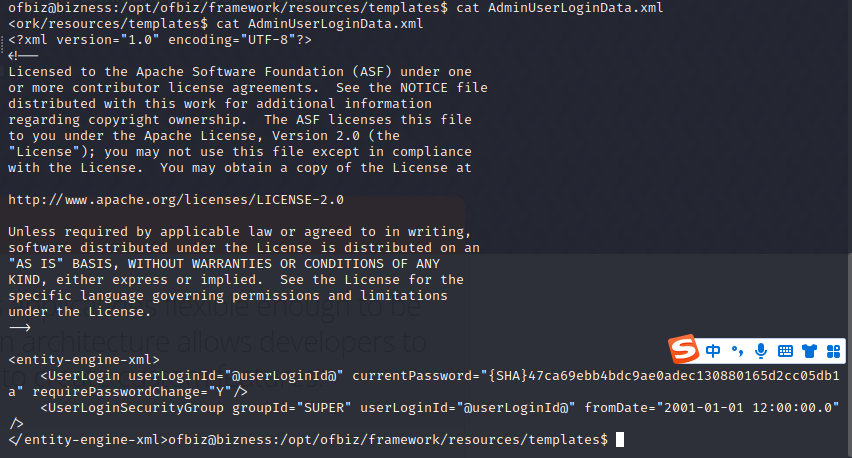 ofbiz@bizness:/opt/ofbiz/framework/resources/templates$ cat AdminUserLoginData.xml
<ork/resources/templates$ cat AdminUserLoginData.xml
<?xml version="1.0" encoding="UTF-8"?>
<!--
Licensed to the Apache Software Foundation (ASF) under one
or more contributor license agreements.  See the NOTICE file
distributed with this work for additional information
regarding copyright ownership.  The ASF licenses this file
to you under the Apache License, Version 2.0 (the
"License"); you may not use this file except in compliance
with the License.  You may obtain a copy of the License at

http://www.apache.org/licenses/LICENSE-2.0

Unless required by applicable law or agreed to in writing,
software distributed under the License is distributed on an
"AS IS" BASIS, WITHOUT WARRANTIES OR CONDITIONS OF ANY
KIND, either express or implied.  See the License for the
specific language governing permissions and limitations
under the License.
-->
flexible enough to be
architecture allows developers to
S 中

<entity-engine-xml>
    <UserLogin userLoginId="@userLoginId@" currentPassword="{SHA}47ca69ebb4bdc9ae0adec130880165d2cc05db1
a" requirePasswordChange="Y"/>
    <UserLoginSecurityGroup groupId="SUPER" userLoginId="@userLoginId@" fromDate="2001-01-01 12:00:00.0"
/>
</entity-engine-xml>ofbiz@bizness:/opt/ofbiz/framework/resources/templates$